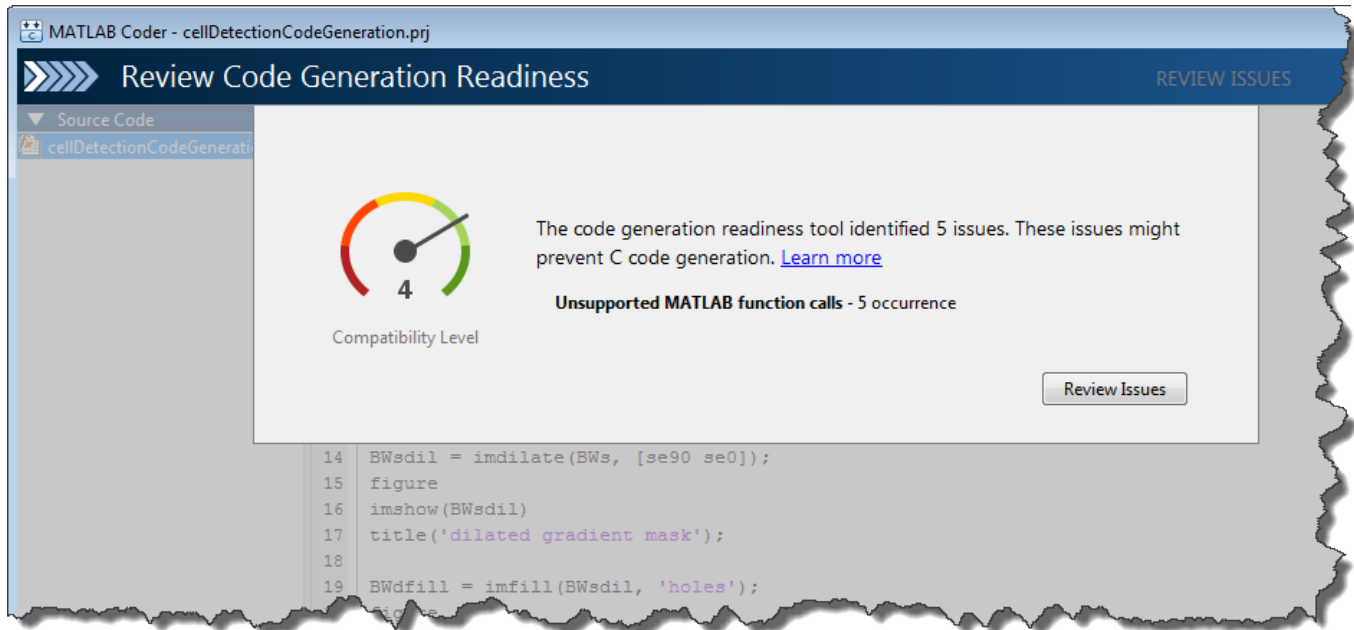 MATLAB Coder - cellDetectionCodeGeneration.prj
Review Code Generation Readiness
REVIEW ISSUES
Source Code
cellDetectionCodeGenerati
The code generation readiness tool identified 5 issues. These issues might
prevent C code generation. Learn more
4
Unsupported MATLAB function calls - 5 occurrence
Compatibility Level
Review Issues
14 BWsdil = imdilate(BWs, [se90 se0]);
15 figure
16 imshow(BWsdil)
17 title('dilated gradient mask');
18
19 BWdfill = imfill(BWsdil, 'holes');